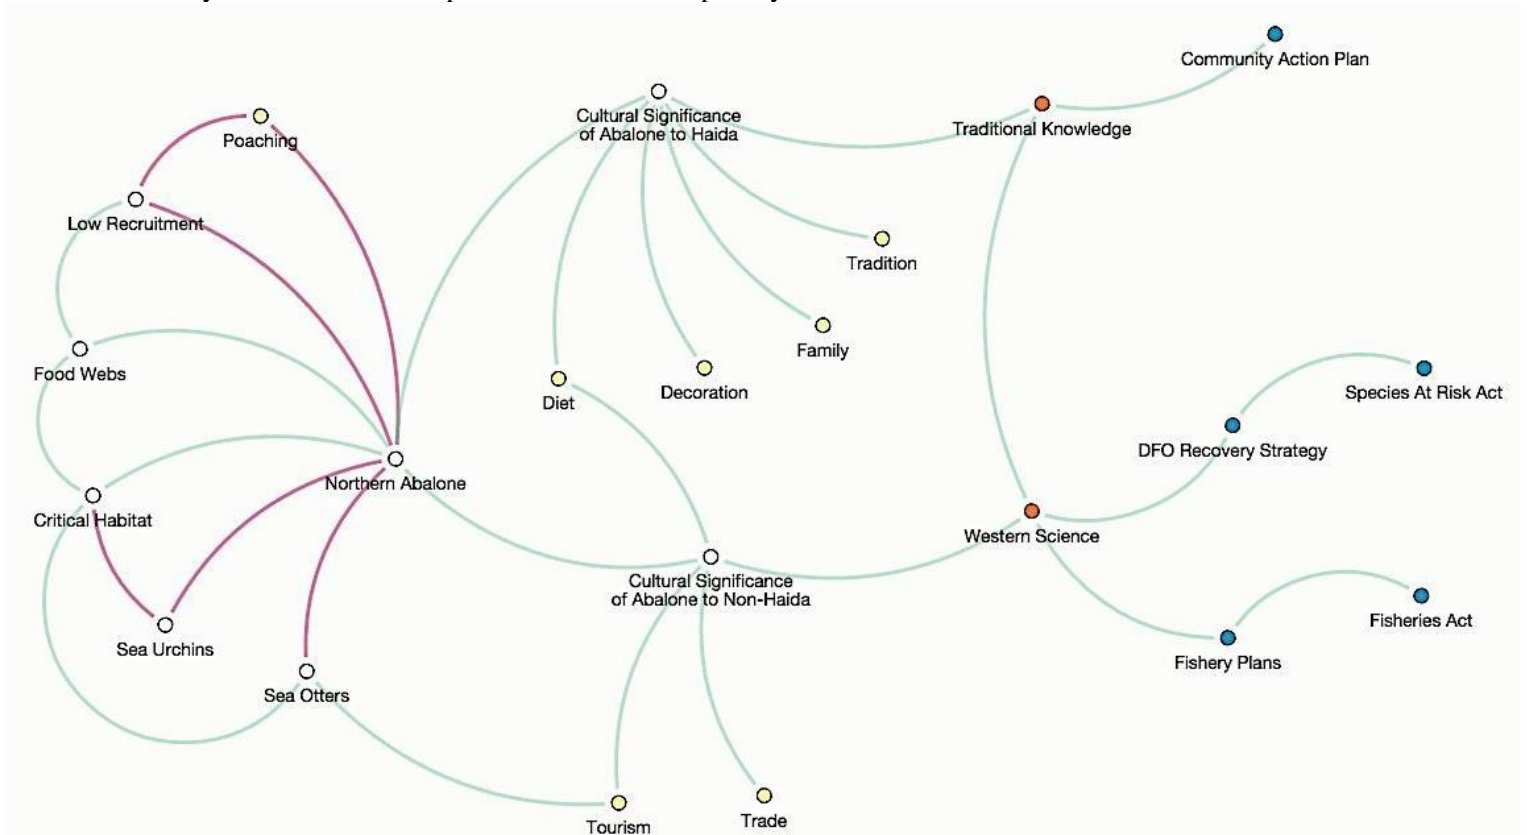 Community Action Plan
Cultural Significance
of Abalone to Haida
Traditional Knowledge
Poaching
Low Recruitment
Tradition
Family
Food Webs
Decoration
Diet
Species At Risk Act
DFO Recovery Strategy
Northern Abalone
Critical Habitat
Western Science
Cultural Significance
of Abalone to Non-Haida
Fisheries Act
Sea Urchins
Fishery Plans
Sea Otters
Trade
Tourism